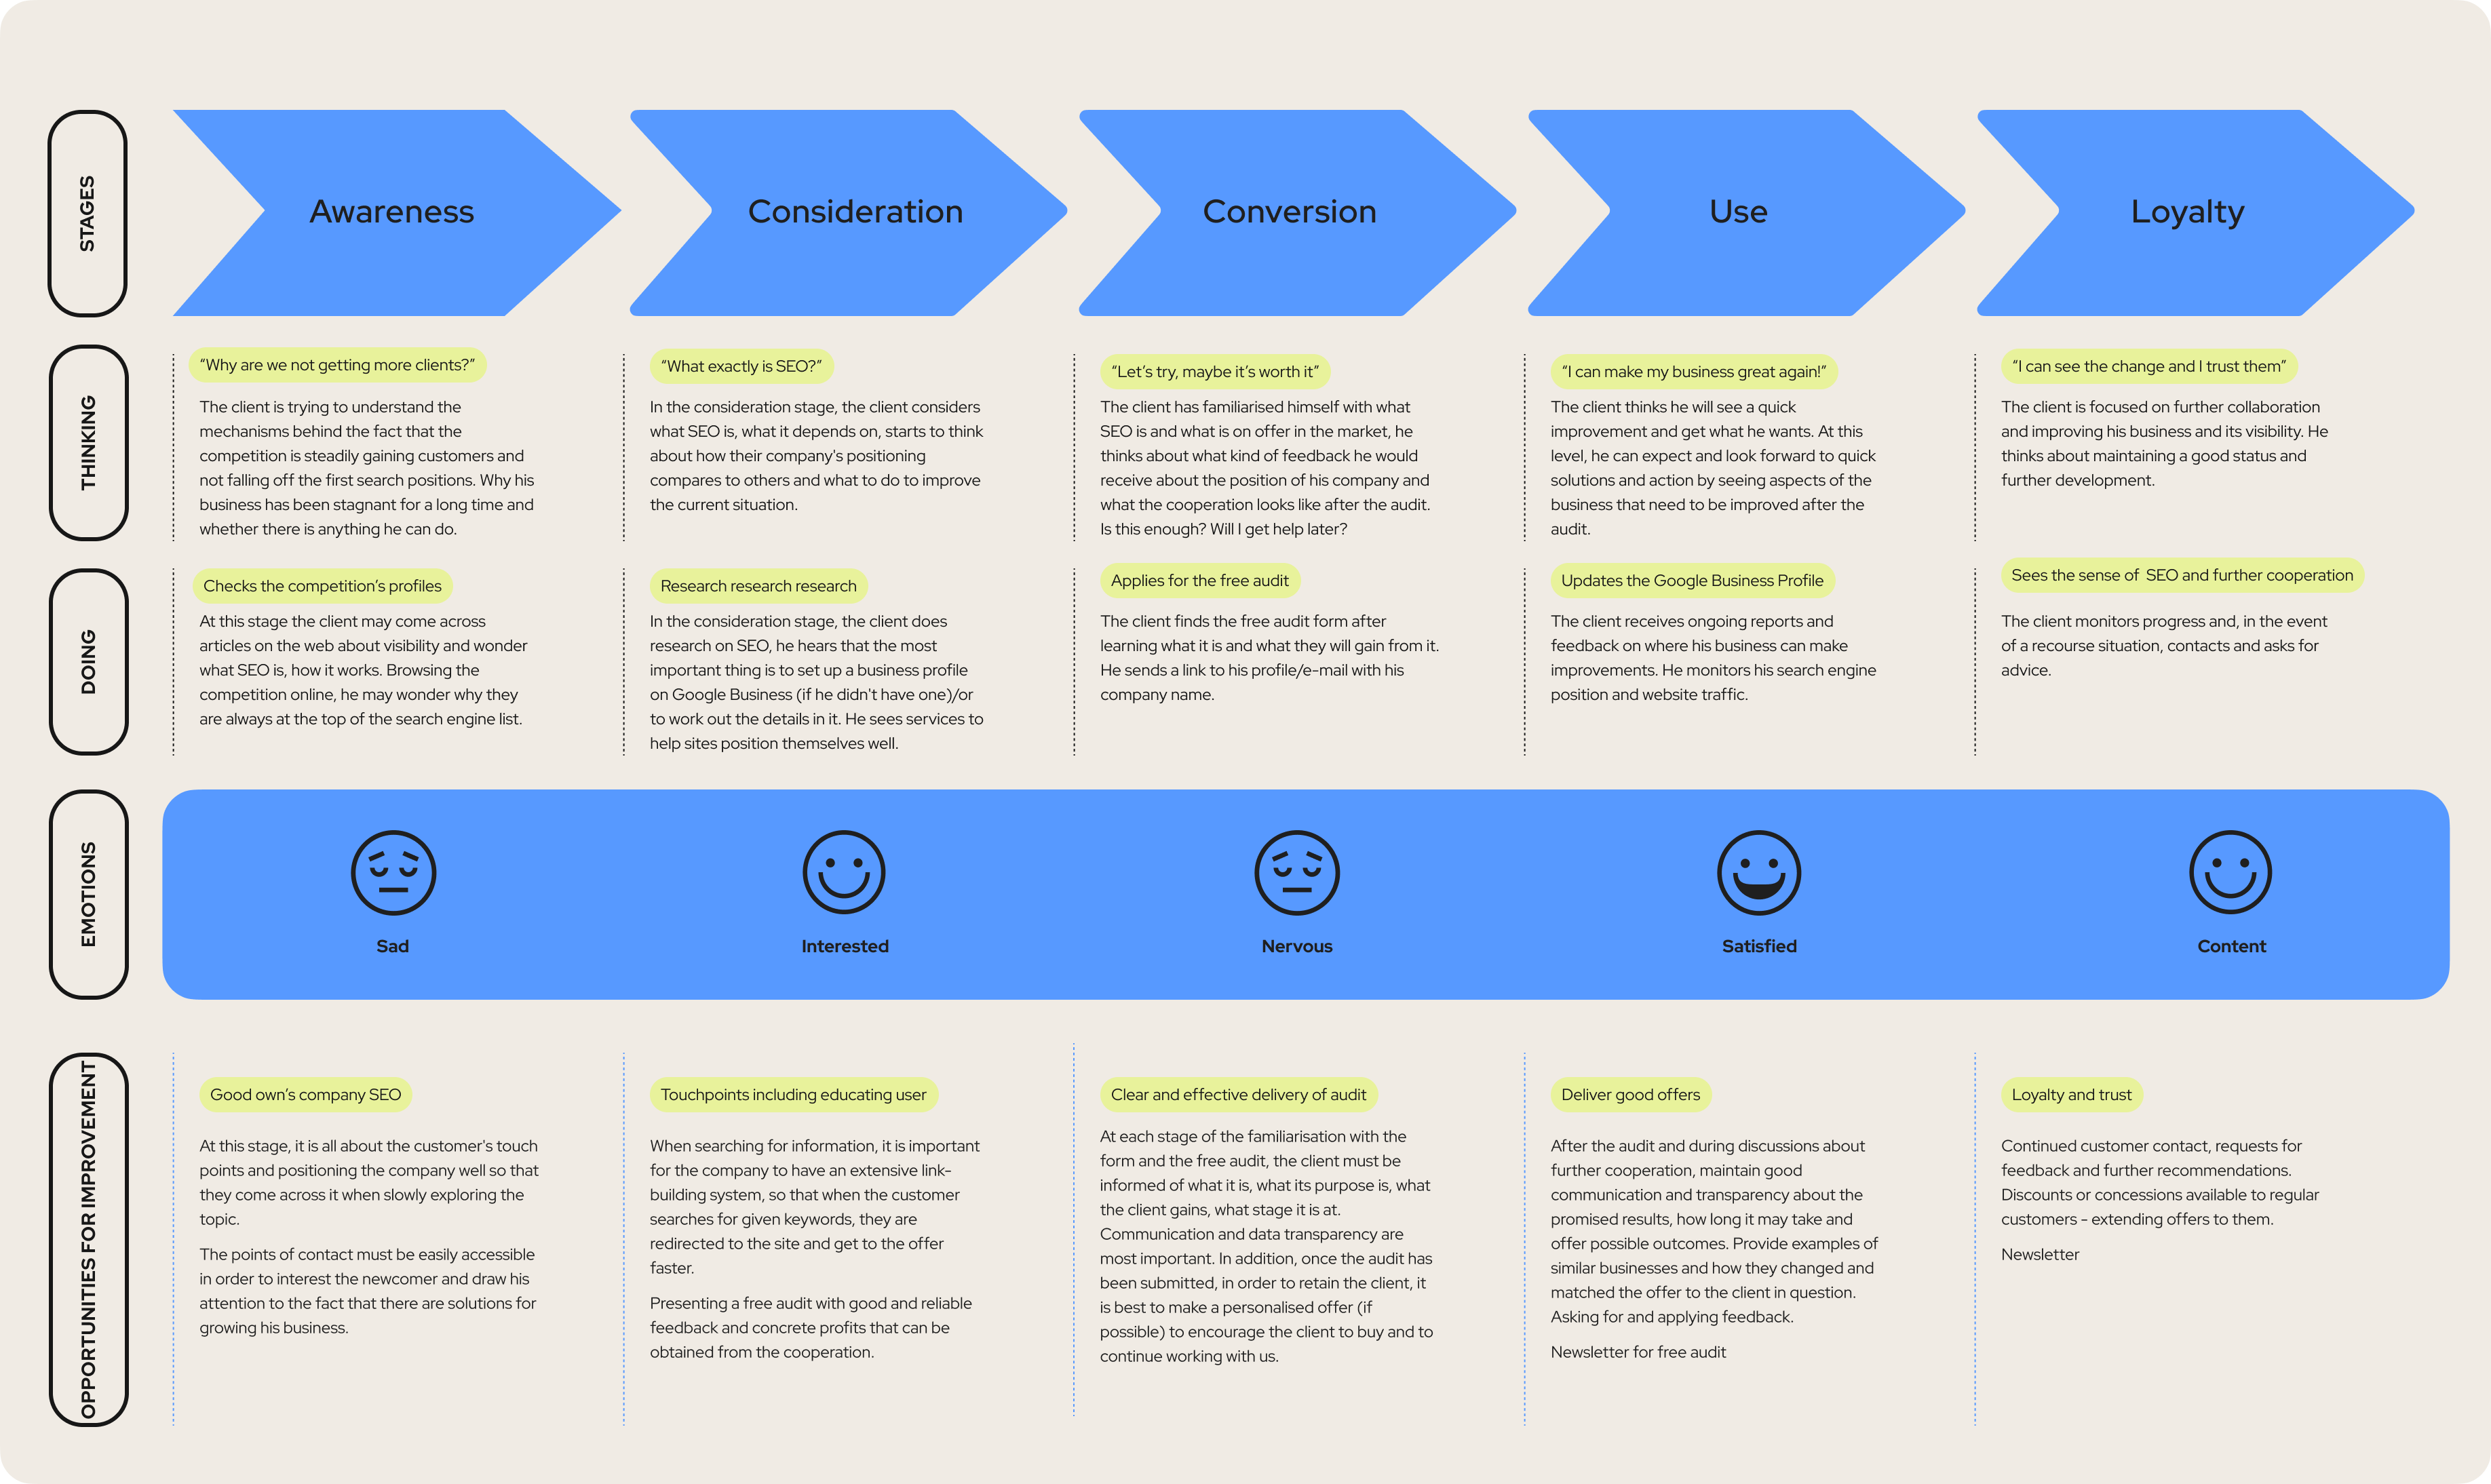 STAGES
Awareness
Consideration
Conversion
Use
Loyalty
THINKING
“Why are we not getting more clients?”
The client is trying to understand the
mechanisms behind the fact that the
competition is steadily gaining customers and
not falling off the first search positions. Why his
business has been stagnant for a long time and
whether there is anything he can do.
“What exactly is SEO?”
In the consideration stage, the client considers
what SEO is, what it depends on, starts to think
about how their company's positioning
compares to others and what to do to improve
the current situation.
“Let’s try, maybe it’s worth it”
The client has familiarised himself with what
SEO is and what is on offer in the market, he
thinks about what kind of feedback he would
receive about the position of his company and
what the cooperation looks like after the audit.
Is this enough? Will I get help later?
“I can make my business great again!”
The client thinks he will see a quick
improvement and get what he wants. At this
level, he can expect and look forward to quick
solutions and action by seeing aspects of the
business that need to be improved after the
audit.
“I can see the change and I trust them”
The client is focused on further collaboration
and improving his business and its visibility. He
thinks about maintaining a good status and
further development.
DOING
Checks the competition’s profiles
At this stage the client may come across
articles on the web about visibility and wonder
what SEO is, how it works. Browsing the
competition online, he may wonder why they
are always at the top of the search engine list.
Research research research
In the consideration stage, the client does
research on SEO, he hears that the most
important thing is to set up a business profile
on Google Business (if he didn't have one)/or
to work out the details in it. He sees services to
help sites position themselves well.
Applies for the free audit
The client finds the free audit form after
learning what it is and what they will gain from it.
He sends a link to his profile/e-mail with his
company name.
Updates the Google Business Profile
The client receives ongoing reports and
feedback on where his business can make
improvements. He monitors his search engine
position and website traffic.
Sees the sense of  SEO and further cooperation
The client monitors progress and, in the event
of a recourse situation, contacts and asks for
advice.
EMOTIONS
Sad
Interested
Nervous
Satisfied
Content
OPPORTUNITIES FOR IMPROVEMENT
Good own’s company SEO
At this stage, it is all about the customer's touch
points and positioning the company well so that
they come across it when slowly exploring the
topic.
The points of contact must be easily accessible
in order to interest the newcomer and draw his
attention to the fact that there are solutions for
growing his business.
Touchpoints including educating user
When searching for information, it is important
for the company to have an extensive link-
building system, so that when the customer
searches for given keywords, they are
redirected to the site and get to the offer
faster.
Presenting a free audit with good and reliable
feedback and concrete profits that can be
obtained from the cooperation.
Clear and effective delivery of audit
At each stage of the familiarisation with the
form and the free audit, the client must be
informed of what it is, what its purpose is, what
the client gains, what stage it is at.
Communication and data transparency are
most important. In addition, once the audit has
been submitted, in order to retain the client, it
is best to make a personalised offer (if
possible) to encourage the client to buy and to
continue working with us.
Deliver good offers
After the audit and during discussions about
further cooperation, maintain good
communication and transparency about the
promised results, how long it may take and
offer possible outcomes. Provide examples of
similar businesses and how they changed and
matched the offer to the client in question.
Asking for and applying feedback.
Newsletter for free audit
Loyalty and trust
Continued customer contact, requests for
feedback and further recommendations.
Discounts or concessions available to regular
customers - extending offers to them.
Newsletter